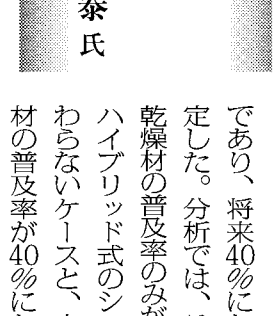 泰氏
であり、将来40％に
定した。分析では、
乾燥材の普及率のみが
ハイブリッド式のシ
わらないケースと、
材の普及率が40％に